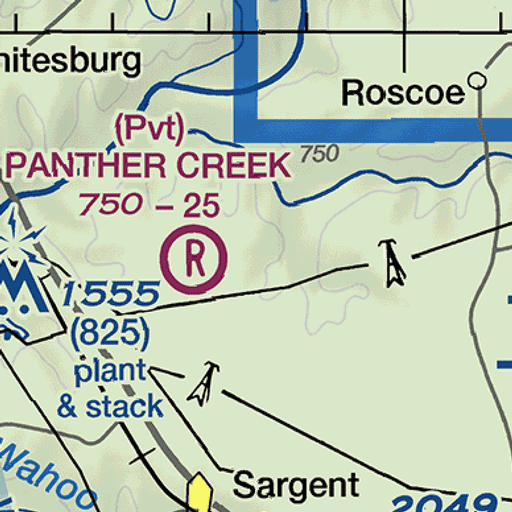 hitesburg
Roscoe
(Pvt)
PANTHER CREEK
750
750 – 25
R
1555
(825)
plant
& stack
Wahoo
Sargent
2049